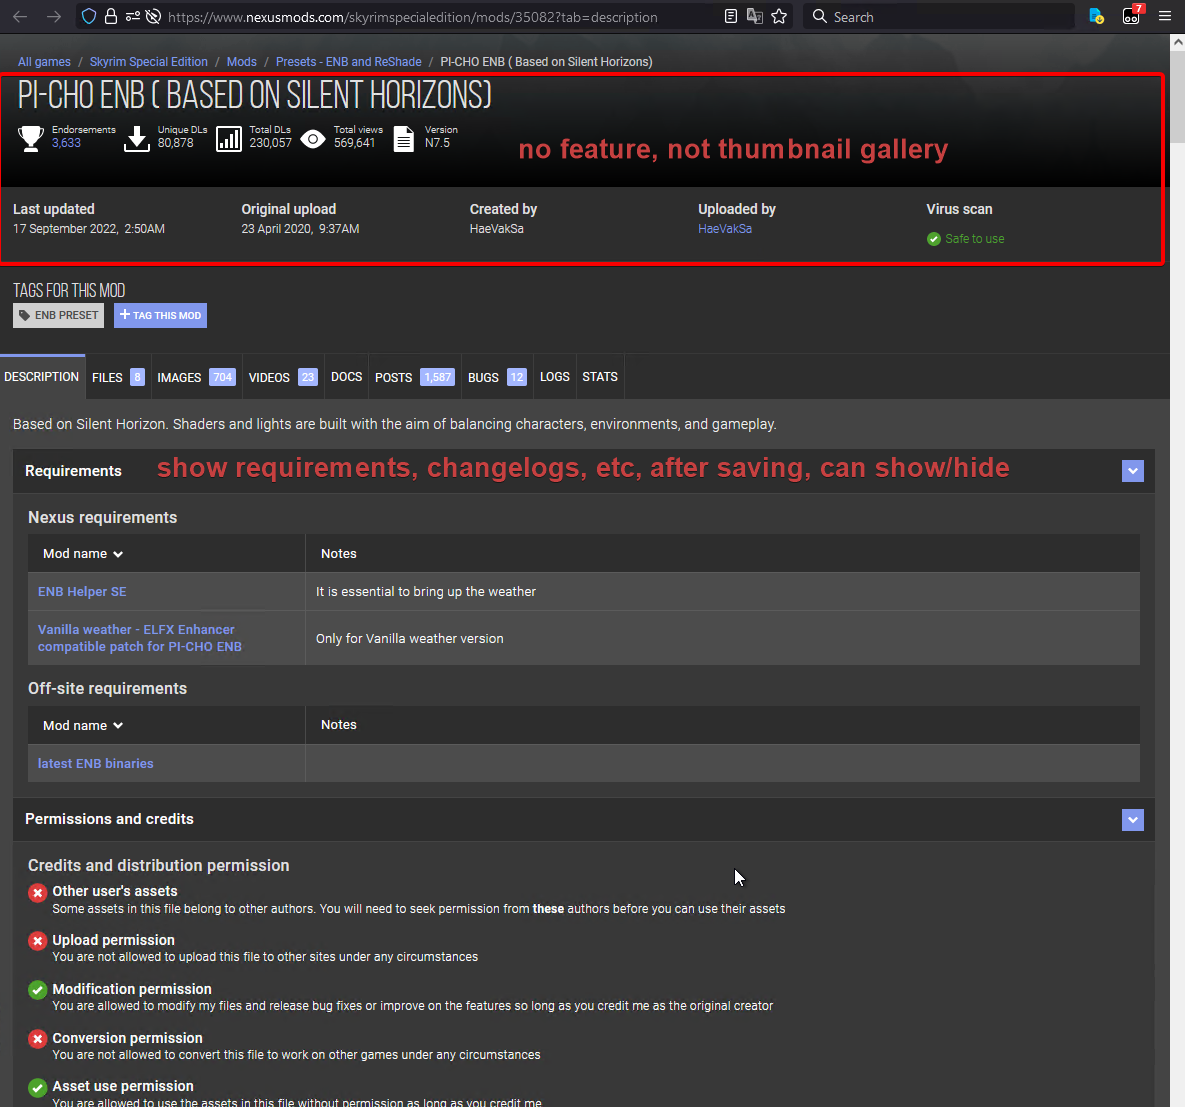 https://www.nexusmods.com/skyrimspecialedition/mods/35082?tab=description
Search
7
All games / Skyrim Special Edition / Mods / Presets - ENB and ReShade / PI-CHO ENB ( Based on Silent Horizons)
PI-CHO ENB ( BASED ON SILENT HORIZONS)
Endorsements
3,633
Unique DLs
80,878
Total DLs
230,057
Total views
569,641
Version
N7.5
no feature, not thumbnail gallery
Last updated
17 September 2022, 2:50AM
Original upload
23 April 2020, 9:37AM
Created by
HaeVakSa
Uploaded by
HaeVakSa
Virus scan
Safe to use
TAGS FOR THIS MOD
ENB PRESET
+ TAG THIS MOD
DESCRIPTION FILES 8 IMAGES 704 VIDEOS 23 DOCS POSTS 1,587 BUGS 12 LOGS STATS
Based on Silent Horizon. Shaders and lights are built with the aim of balancing characters, environments, and gameplay.
Requirements
show requirements, changelogs, etc, after saving, can show/hide
Nexus requirements
Mod name Notes
ENB Helper SE It is essential to bring up the weather
Vanilla weather - ELFX Enhancer
compatible patch for PI-CHO ENB
Only for Vanilla weather version
Off-site requirements
Mod name Notes
latest ENB binaries
Permissions and credits
Credits and distribution permission
Other user's assets
Some assets in this file belong to other authors. You will need to seek permission from these authors before you can use their assets
Upload permission
You are not allowed to upload this file to other sites under any circumstances
Modification permission
You are allowed to modify my files and release bug fixes or improve on the features so long as you credit me as the original creator
Conversion permission
You are not allowed to convert this file to work on other games under any circumstances
Asset use permission
You are allowed to use the assets in this file without permission as long as you credit me